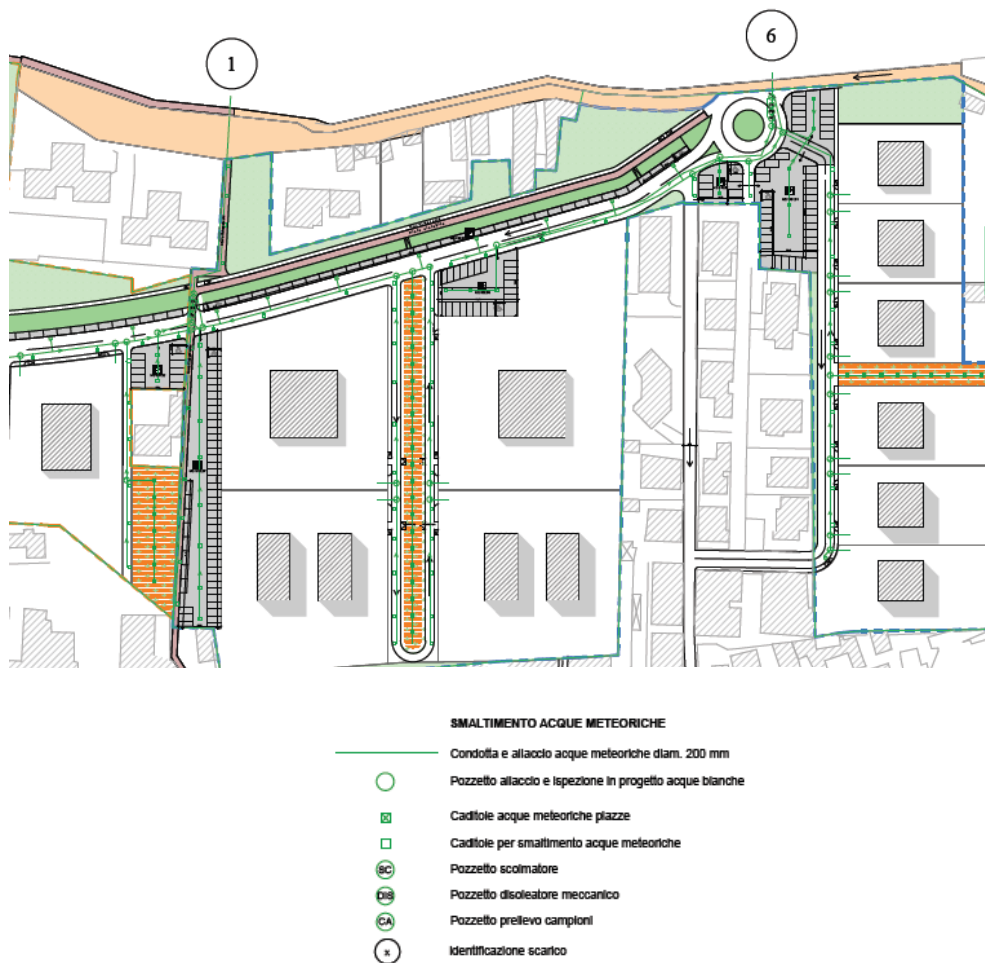 1
6
SMALTIMENTO ACQUE METEORICHE
Condotta e allaccio acque meteoriche diam. 200 mm
Pozzetto allaccio e ispezione in progetto acque bianche
Caditoie acque meteoriche piazze
Caditoie per smaltimento acque meteoriche
SC Pozzetto scolmatore
DIS Pozzetto disoleatore meccanico
CA Pozzetto prelievo campioni
x Identificazione scarico